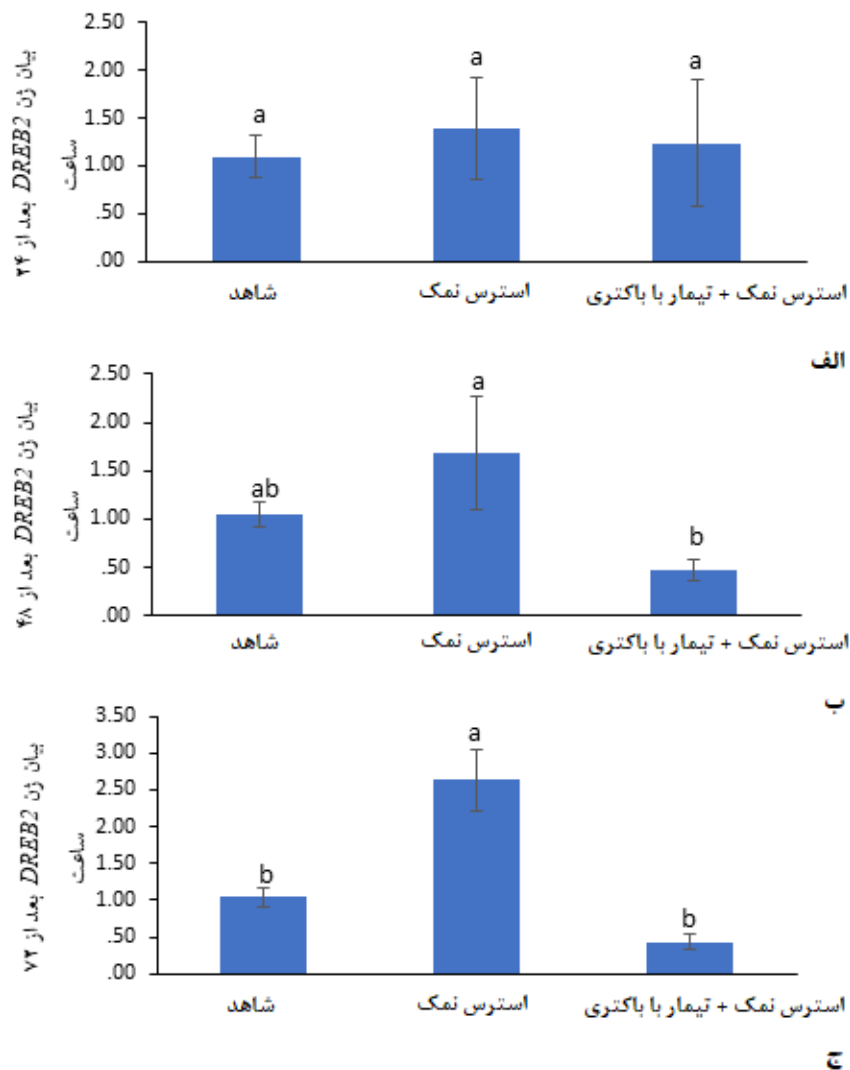 بیان ژن DREB2 بعد از ۲۴
ساعت
2.50
2.00
1.50
1.00
.50
.00
a
a
a
شاهد
استرس نمک
استرس نمک + تیمار با باکتری
الف
بیان ژن DREB2 بعد از ۴۸
ساعت
2.50
2.00
1.50
1.00
.50
.00
ab
a
b
شاهد
استرس نمک
استرس نمک + تیمار با باکتری
ب
بیان ژن DREB2 بعد از ۷۲
ساعت
3.50
3.00
2.50
2.00
1.50
1.00
.50
.00
b
a
b
شاهد
استرس نمک
استرس نمک + تیمار با باکتری
ج